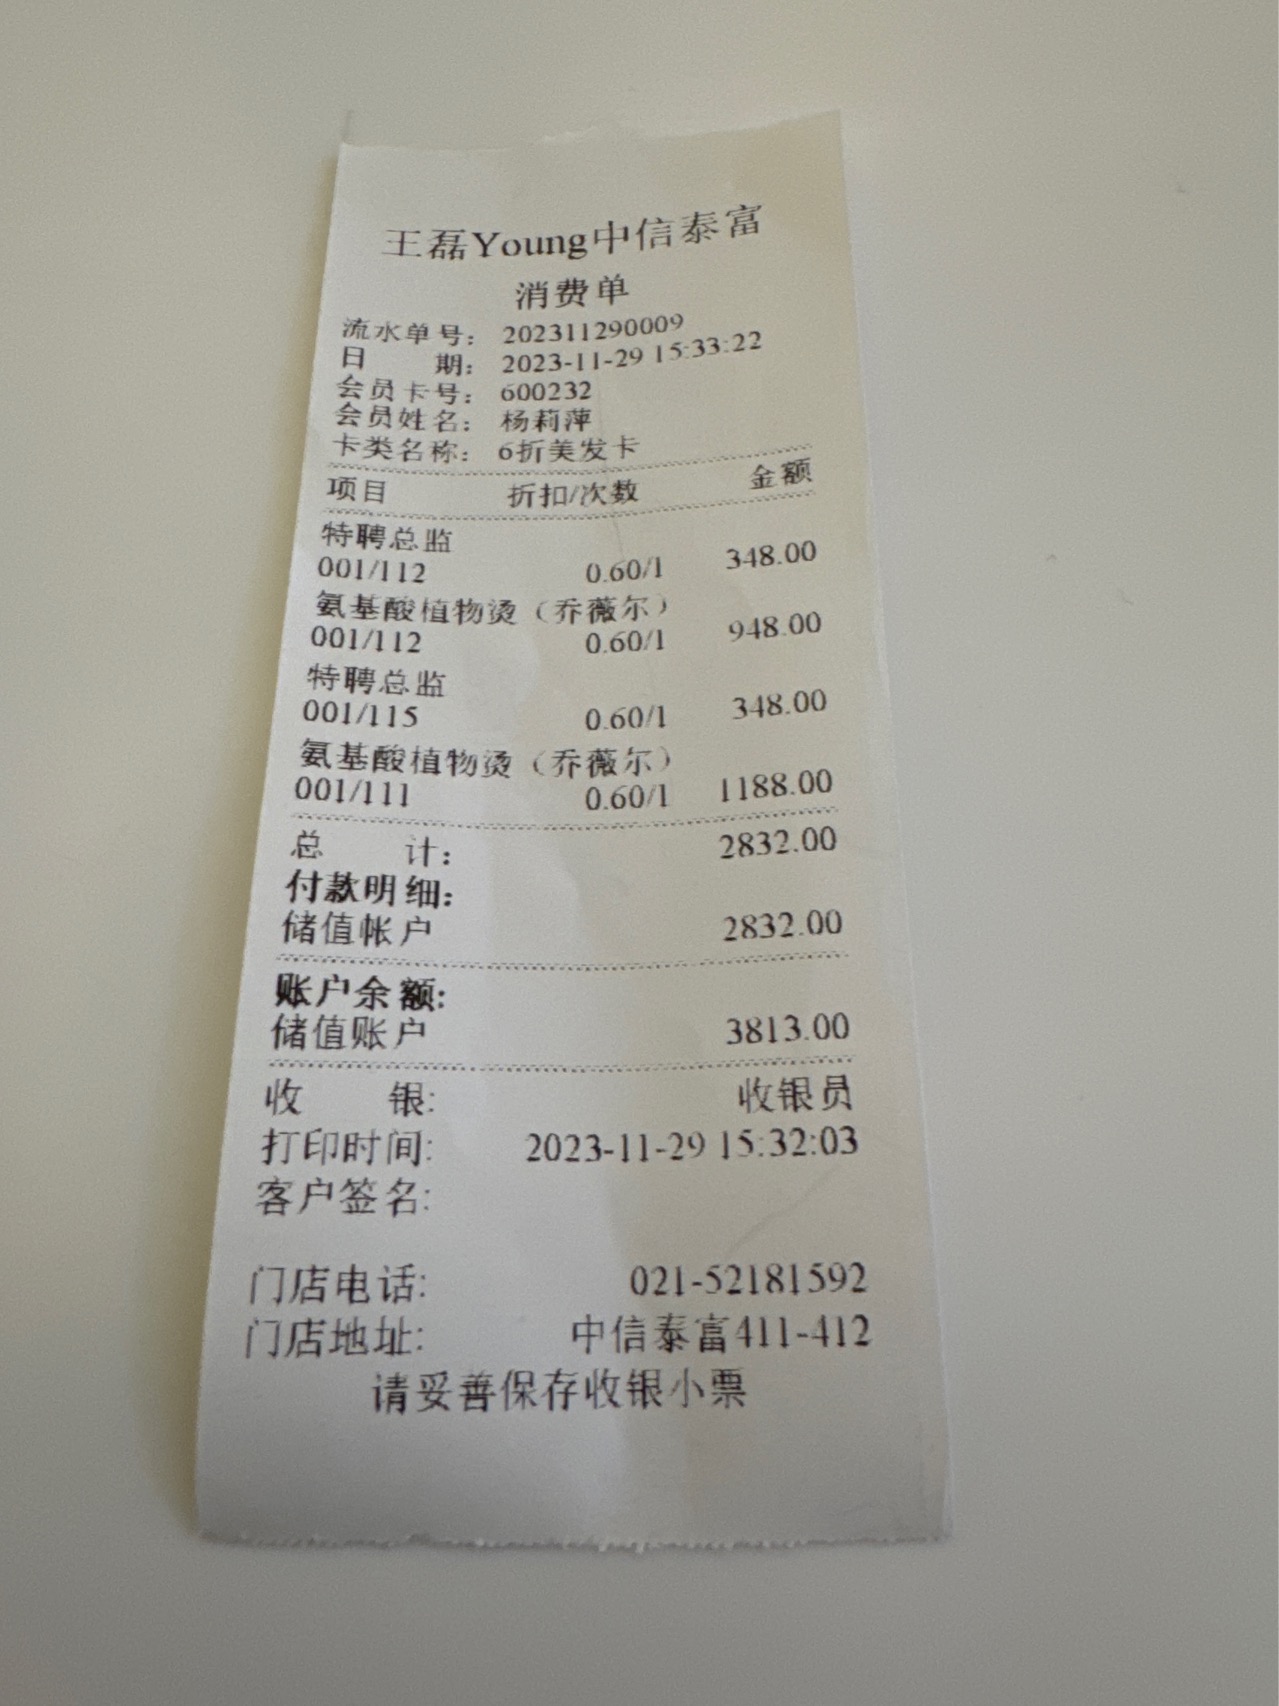 王磊Young中信泰富
消费单
流水单号： 202311290009
日 期： 2023-11-29 15:33:22
会员卡号： 600232
会员姓名： 杨莉萍
卡类名称： 6折美发卡
项目 折扣/次数 金额
特聘总监
001/112 0.60/1 348.00
氨基酸植物烫（乔薇尔）
001/112 0.60/1 948.00
特聘总监
001/115 0.60/1 348.00
氨基酸植物烫（乔薇尔）
001/111 0.60/1 1188.00
总 计： 2832.00
付款明细：
储值帐户 2832.00
账户余额:
储值账户 3813.00
收 银: 收银员
打印时间: 2023-11-29 15:32:03
客户签名:
门店电话: 021-52181592
门店地址: 中信泰富411-412
请妥善保存收银小票